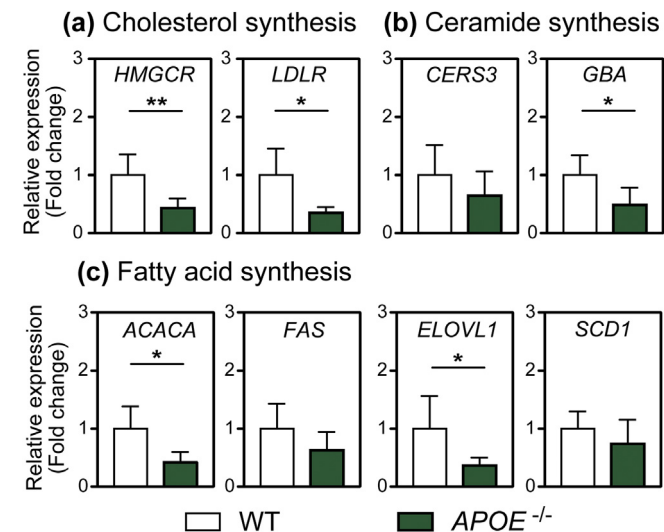 (a) Cholesterol synthesis
(b) Ceramide synthesis
Relative expression
(Fold change)
3
2
1
0
HMGCR
**
3
2
1
0
LDLR
*
3
2
1
0
CERS3
3
2
1
0
GBA
*
(c) Fatty acid synthesis
Relative expression
(Fold change)
3
2
1
0
ACACA
*
3
2
1
0
FAS
3
2
1
0
ELOVL1
*
3
2
1
0
SCD1
WT
APOE -/-